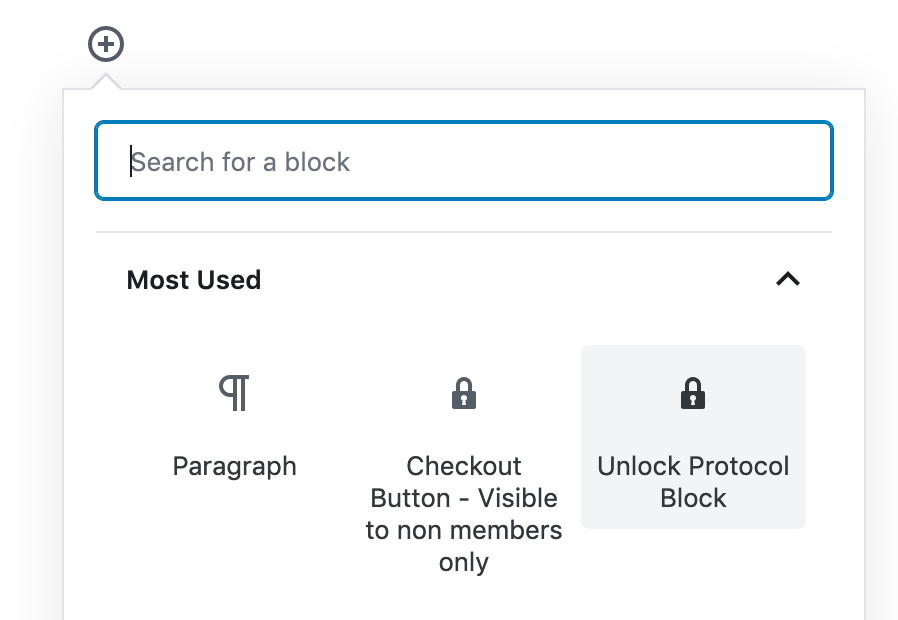 Search for a block
Most Used
Paragraph
Checkout
Button - Visible
to non members
only
Unlock Protocol
Block